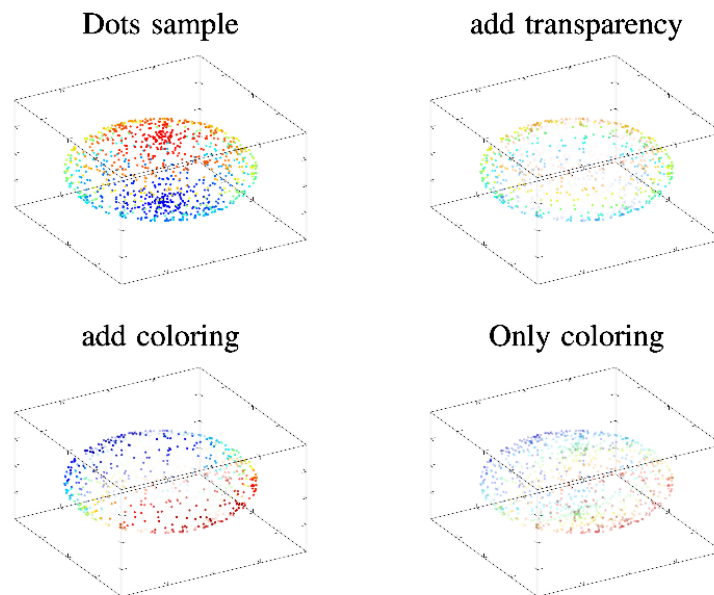 Dots sample
add transparency
add coloring
Only coloring